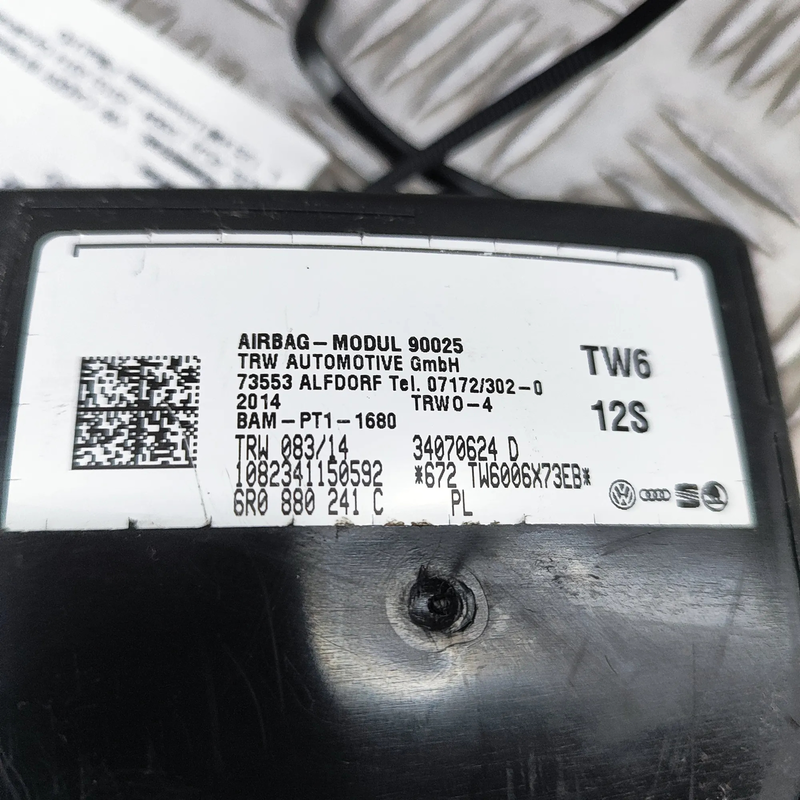 AIRBAG-MODUL 90025
TRW AUTOMOTIVE GmbH
73553 ALFDORF Tel. 07172/302-0
2014 TRWO-4
BAM-PT1-1680
TRW 083/14 34070624 D
1082341150592 *672 TW6006X73EB*
6R0 880 241 C PL
TW6
12S